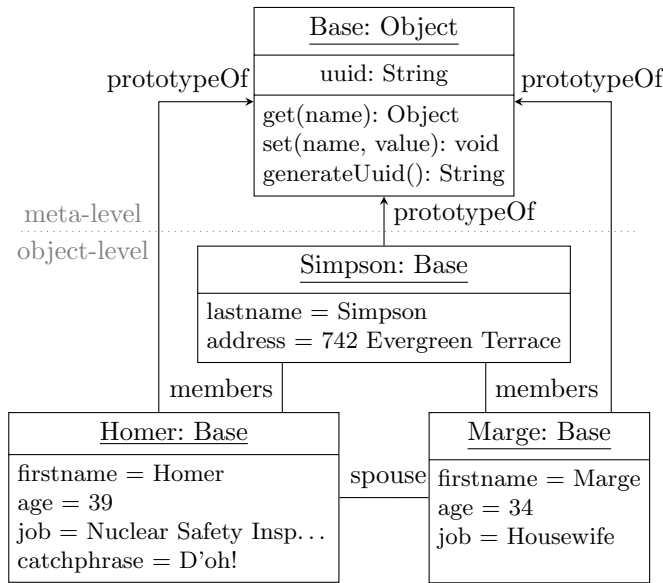 Base: Object
uuid: String
prototypeOf
prototypeOf
get(name): Object
set(name, value): void
generateUuid(): String
meta-level
prototypeOf
object-level
Simpson: Base
lastname = Simpson
address = 742 Evergreen Terrace
members
members
Homer: Base
firstname = Homer
age = 39
job = Nuclear Safety Insp...
catchphrase = D'oh!
spouse
Marge: Base
firstname = Marge
age = 34
job = Housewife